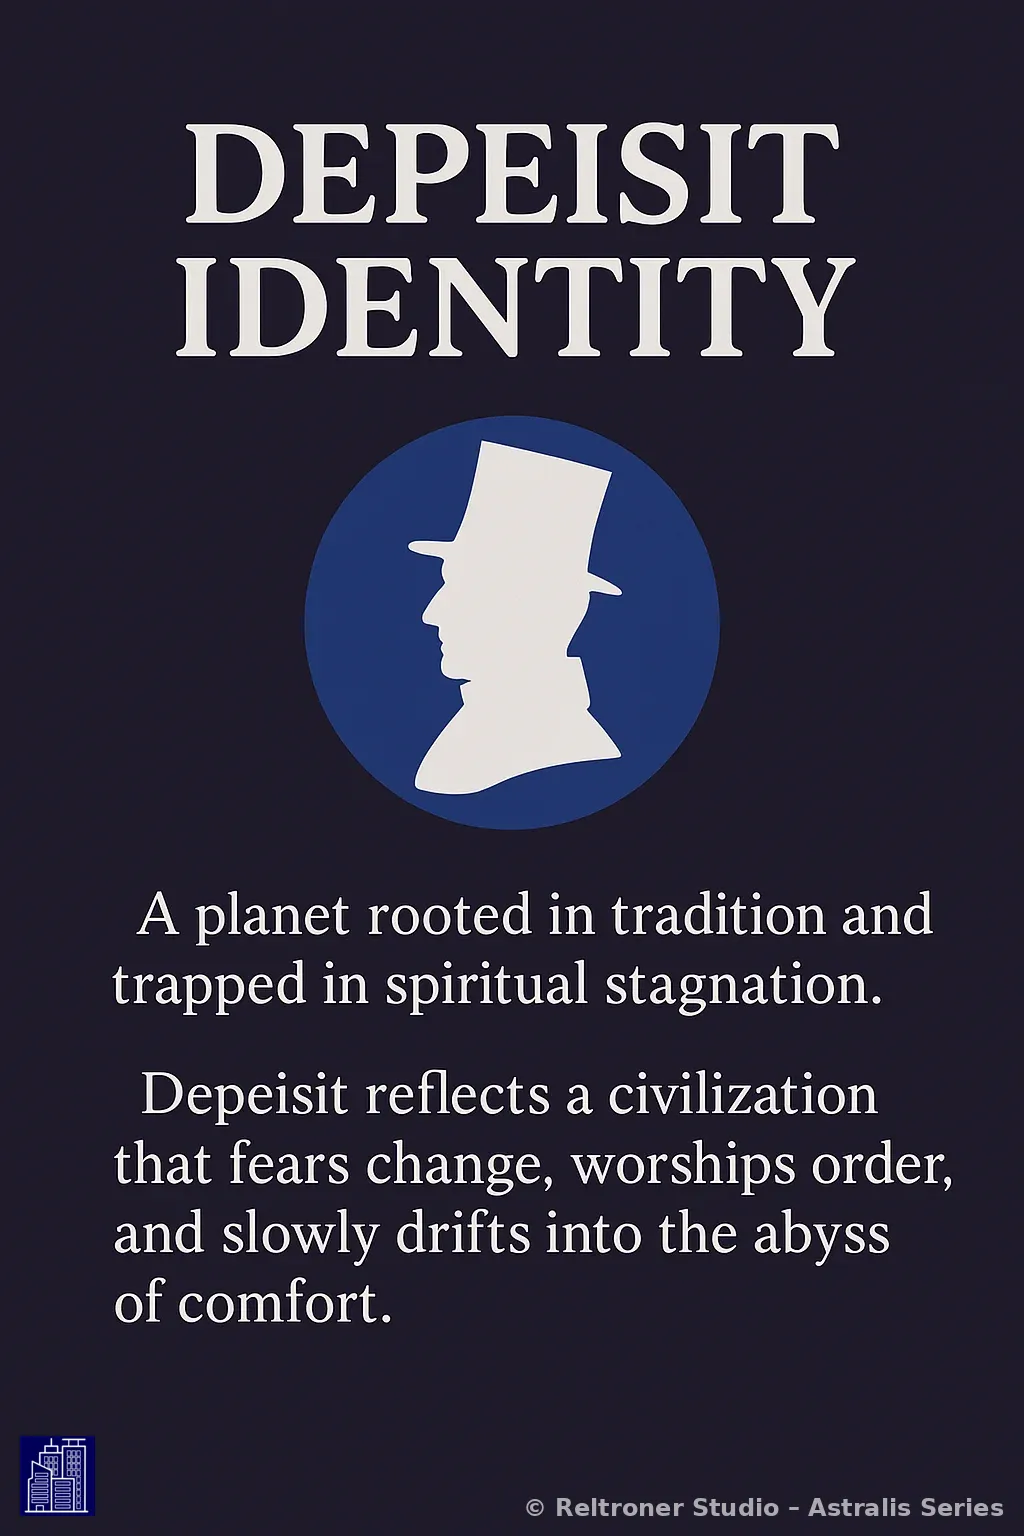 DEPEISIT
IDENTITY
A planet rooted in tradition and
trapped in spiritual stagnation.
Depeisit reflects a civilization
that fears change, worships order,
and slowly drifts into the abyss
of comfort.
© Reltroner Studio – Astralis Series